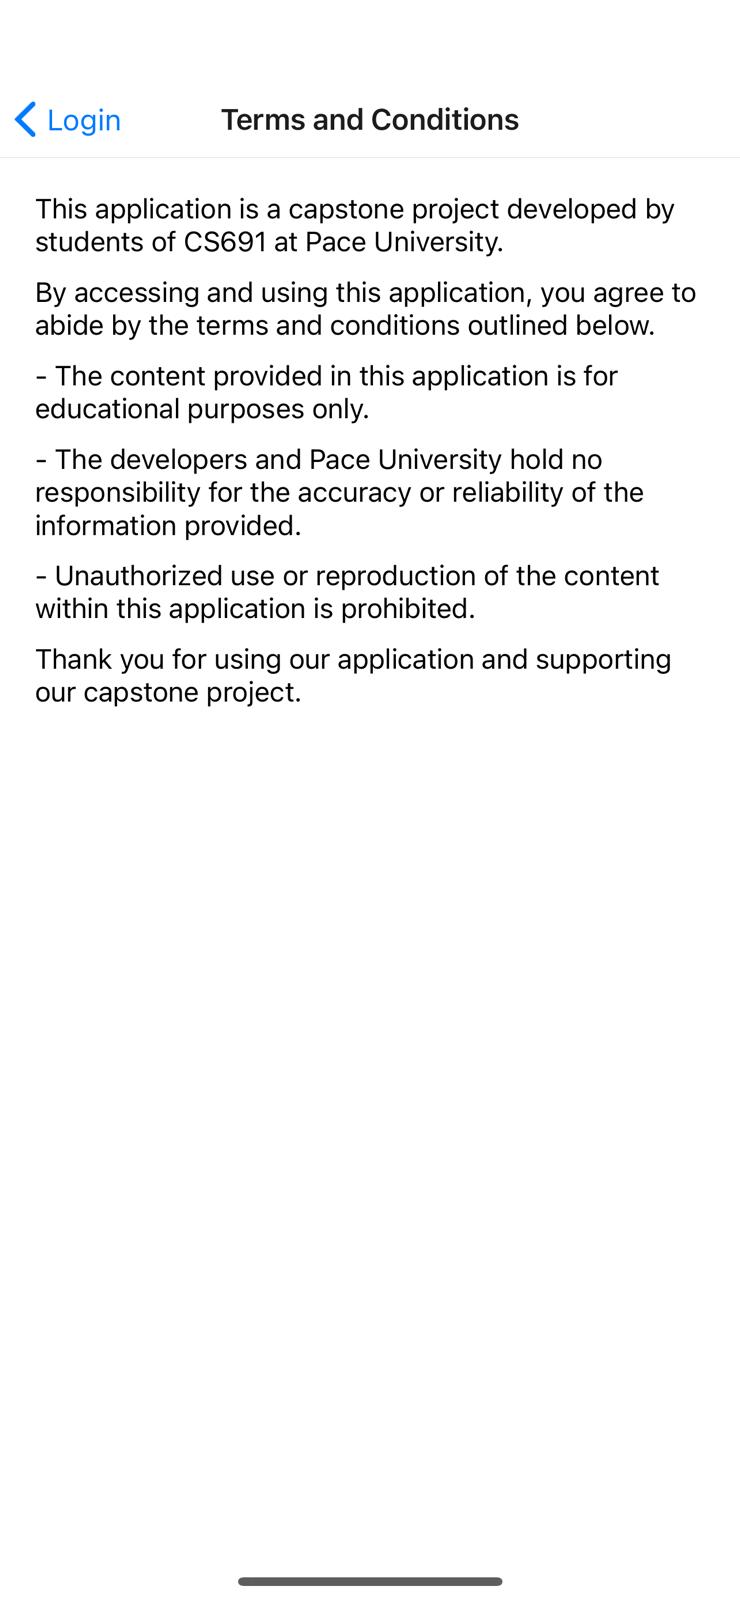 Login
Terms and Conditions
This application is a capstone project developed by
students of CS691 at Pace University.
By accessing and using this application, you agree to
abide by the terms and conditions outlined below.
- The content provided in this application is for
educational purposes only.
- The developers and Pace University hold no
responsibility for the accuracy or reliability of the
information provided.
- Unauthorized use or reproduction of the content
within this application is prohibited.
Thank you for using our application and supporting
our capstone project.